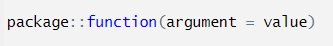 package::function(argument = value)